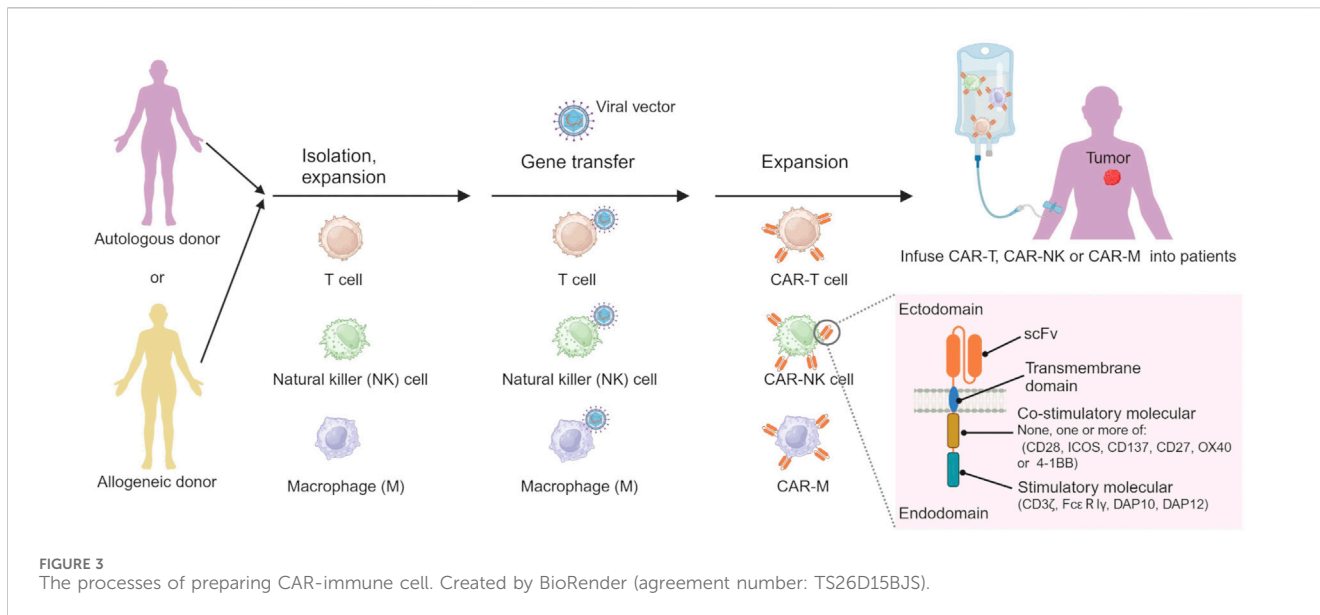 Autologous donor
or
Allogeneic donor
Isolation,
expansion
T cell
Natural killer (NK) cell
Macrophage (M)
Viral vector
Gene transfer
T cell
Natural killer (NK) cell
Macrophage (M)
Expansion
CAR-T cell
CAR-NK cell
CAR-M
Tumor
Infuse CAR-T, CAR-NK or CAR-M into patients
Ectodomain
scFv
Transmembrane
domain
Co-stimulatory molecular
None, one or more of:
(CD28, ICOS, CD137, CD27, OX40
or 4-1BB)
Stimulatory molecular
(CD3ζ, Fcε R Iγ, DAP10, DAP12)
Endodomain
FIGURE 3
The processes of preparing CAR-immune cell. Created by BioRender (agreement number: TS26D15BJS).